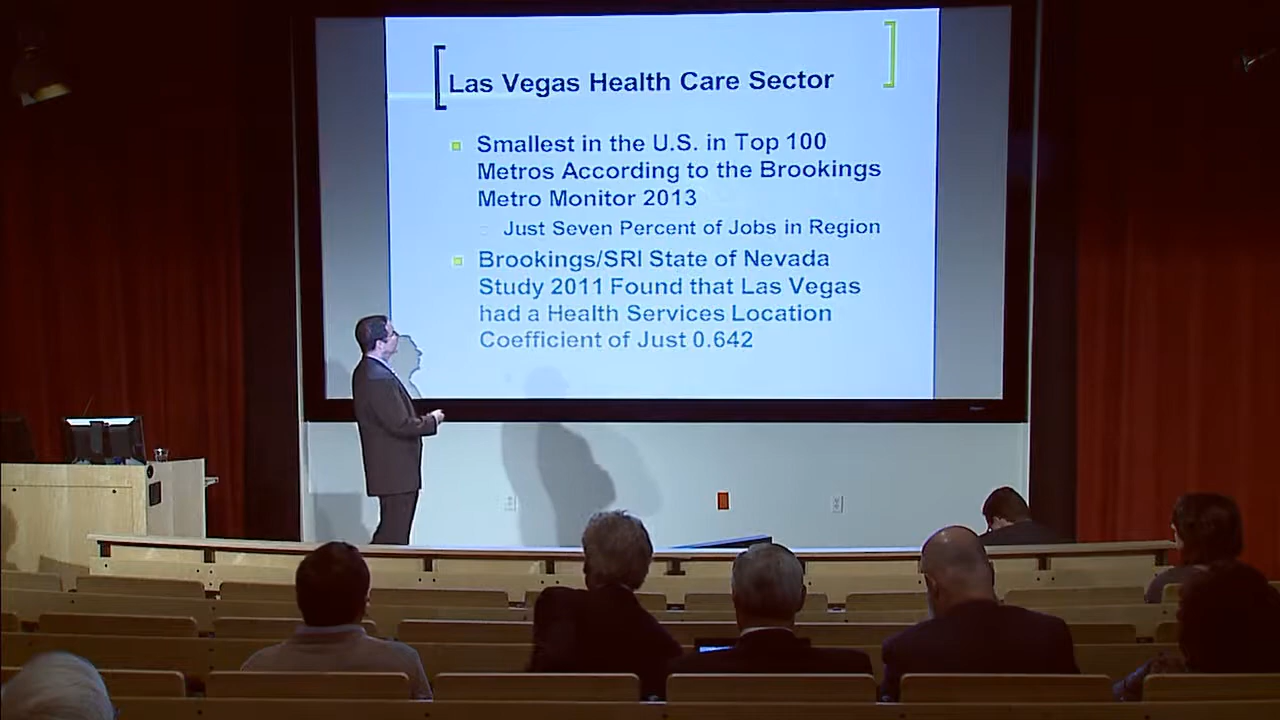 Las Vegas Health Care Sector
Smallest in the U.S. in Top 100
Metros According to the Brookings
Metro Monitor 2013
Just Seven Percent of Jobs in Region
Brookings/SRI State of Nevada
Study 2011 Found that Las Vegas
had a Health Services Location
Coefficient of Just 0.642